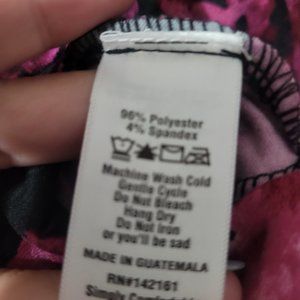 96% Polyester
4% Spandex
Machine Wash Cold
Gentle Cycle
Do Not Bleach
Hang Dry
Do Not Iron
or you'll be sad
MADE IN GUATEMALA
RN#142161
Simply